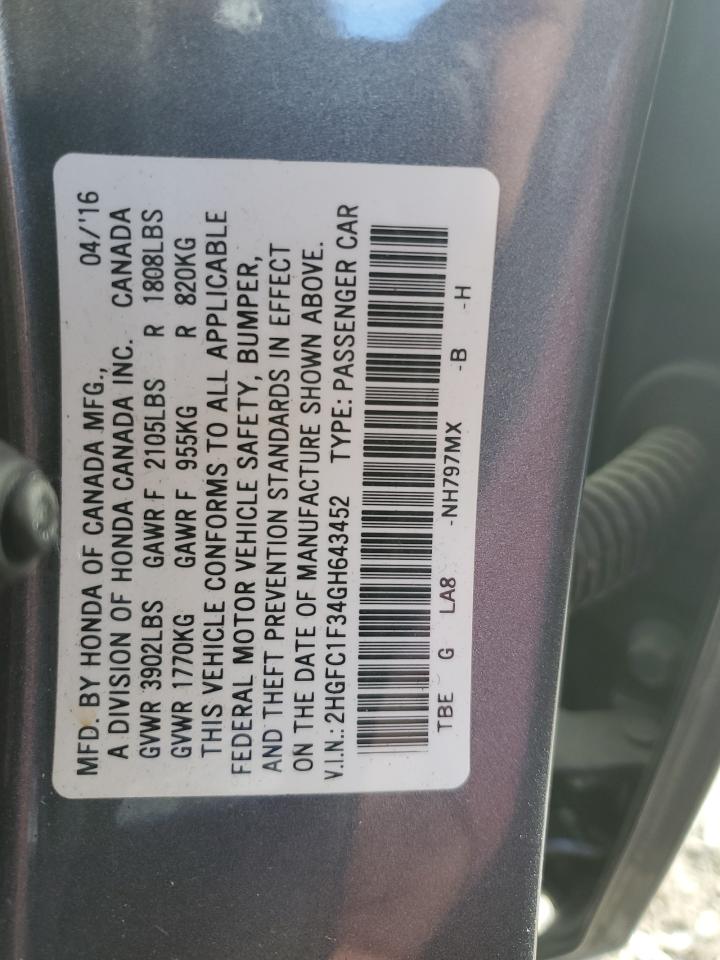 MFD. BY HONDA OF CANADA MFG., 04/'16
A DIVISION OF HONDA CANADA INC. CANADA
GVWR 3902LBS GAWR F 2105LBS R 1808LBS
GVWR 1770KG GAWR F 955KG R 820KG
THIS VEHICLE CONFORMS TO ALL APPLICABLE
FEDERAL MOTOR VEHICLE SAFETY, BUMPER,
AND THEFT PREVENTION STANDARDS IN EFFECT
ON THE DATE OF MANUFACTURE SHOWN ABOVE.
V.I.N.: 2HGFC1F34GH643452 TYPE: PASSENGER CAR
TBE G LA8 -NH797MX -B -H